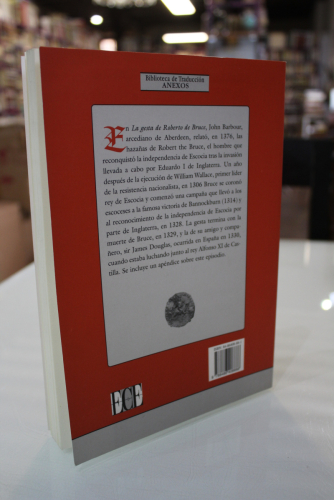 Biblioteca de Traducción
ANEXOS
En La gesta de Roberto de Bruce, John Barbour,
arcediano de Aberdeen, relató, en 1376, las
hazañas de Robert the Bruce, el hombre que
reconquistó la independencia de Escocia tras la invasión
llevada a cabo por Eduardo I de Inglaterra. Un año
después de la ejecución de William Wallace, primer líder
de la resistencia nacionalista, en 1306 Bruce se coronó
rey de Escocia y comenzó una campaña que llevó a los
escoceses a la famosa victoria de Bannockburn (1314) y a
al reconocimiento de la independencia de Escocia por
parte de Inglaterra, en 1328. La gesta termina con la
muerte de Bruce, en 1329, y la de su amigo y compa-
ñero, sir James Douglas, ocurrida en España en 1330,
cuando estaba luchando junto al rey Alfonso XI de Cas-
tilla. Se incluye un apéndice sobre este episodio.